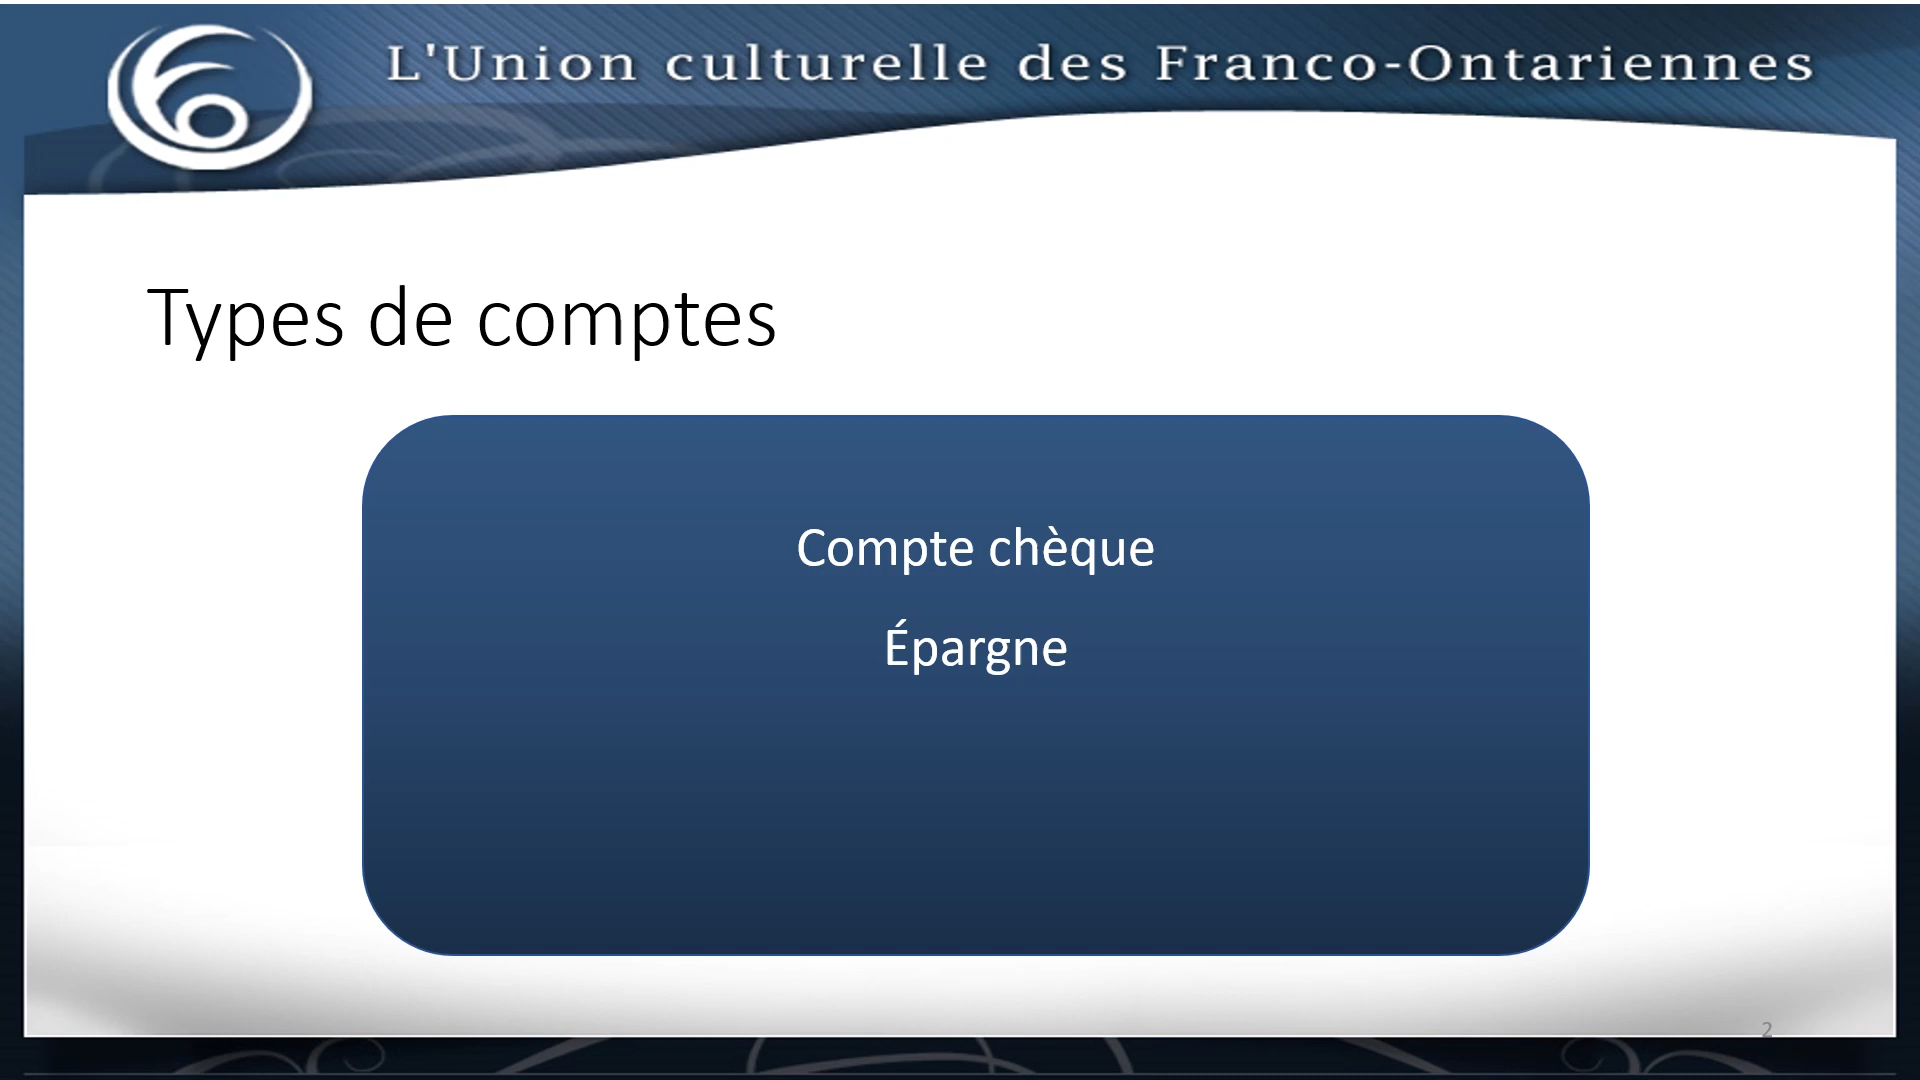 L'Union culturelle des Franco-Ontariennes
Types de comptes
Compte chèque
Épargne
2